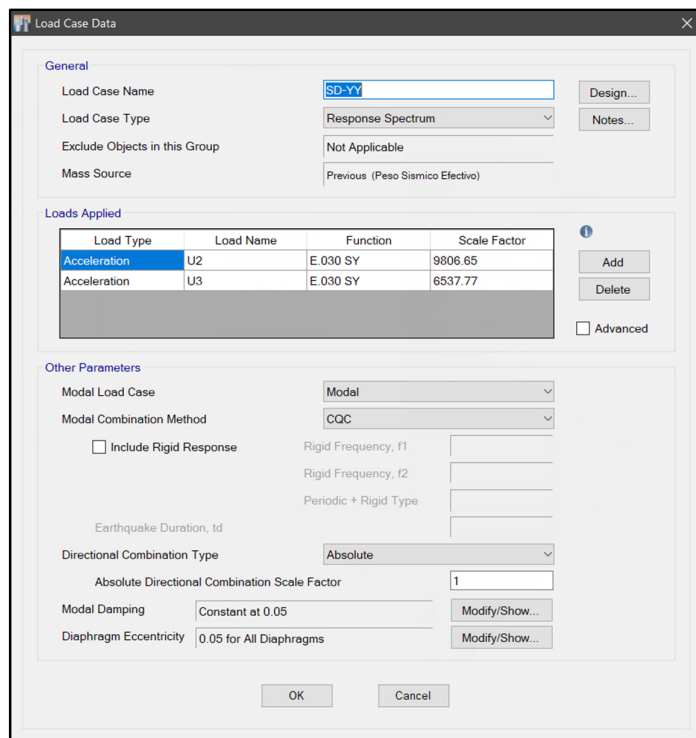 Load Case Data
General
Load Case Name SD-YY Design...
Load Case Type Response Spectrum Notes...
Exclude Objects in this Group Not Applicable
Mass Source Previous (Peso Sismico Efectivo)
Loads Applied
Load Type Load Name Function Scale Factor
Acceleration U2 E.030 SY 9806.65 Add
Acceleration U3 E.030 SY 6537.77 Delete
Advanced
Other Parameters
Modal Load Case Modal
Modal Combination Method CQC
Include Rigid Response Rigid Frequency, f1
Rigid Frequency, f2
Periodic + Rigid Type
Earthquake Duration, td
Directional Combination Type Absolute
Absolute Directional Combination Scale Factor 1
Modal Damping Constant at 0.05 Modify/Show...
Diaphragm Eccentricity 0.05 for All Diaphragms Modify/Show...
OK Cancel